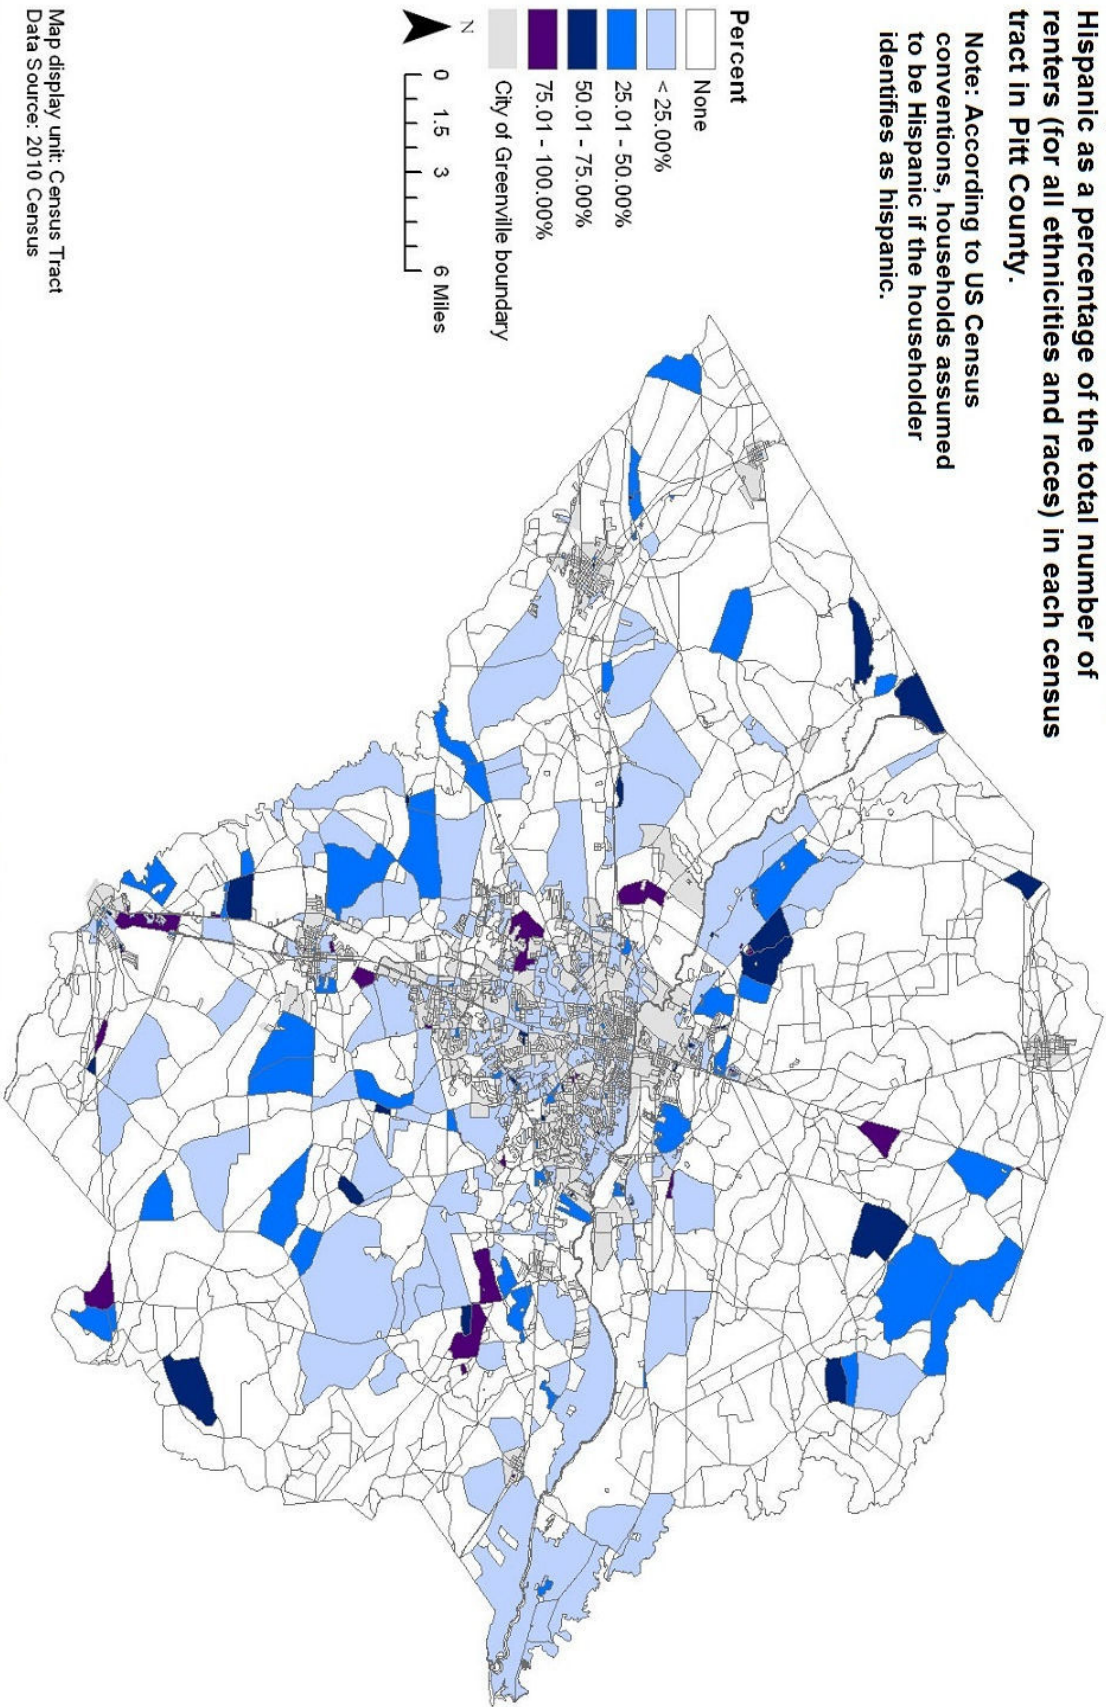 Hispanic as a percentage of the total number of
renters (for all ethnicities and races) in each census
tract in Pitt County.
Note: According to US Census
conventions, households assumed
to be Hispanic if the householder
identifies as hispanic.
Percent
None
< 25.00%
25.01 - 50.00%
50.01 - 75.00%
75.01 - 100.00%
City of Greenville boundary
N
0 1.5 3 6 Miles
Map display unit: Census Tract
Data Source: 2010 Census